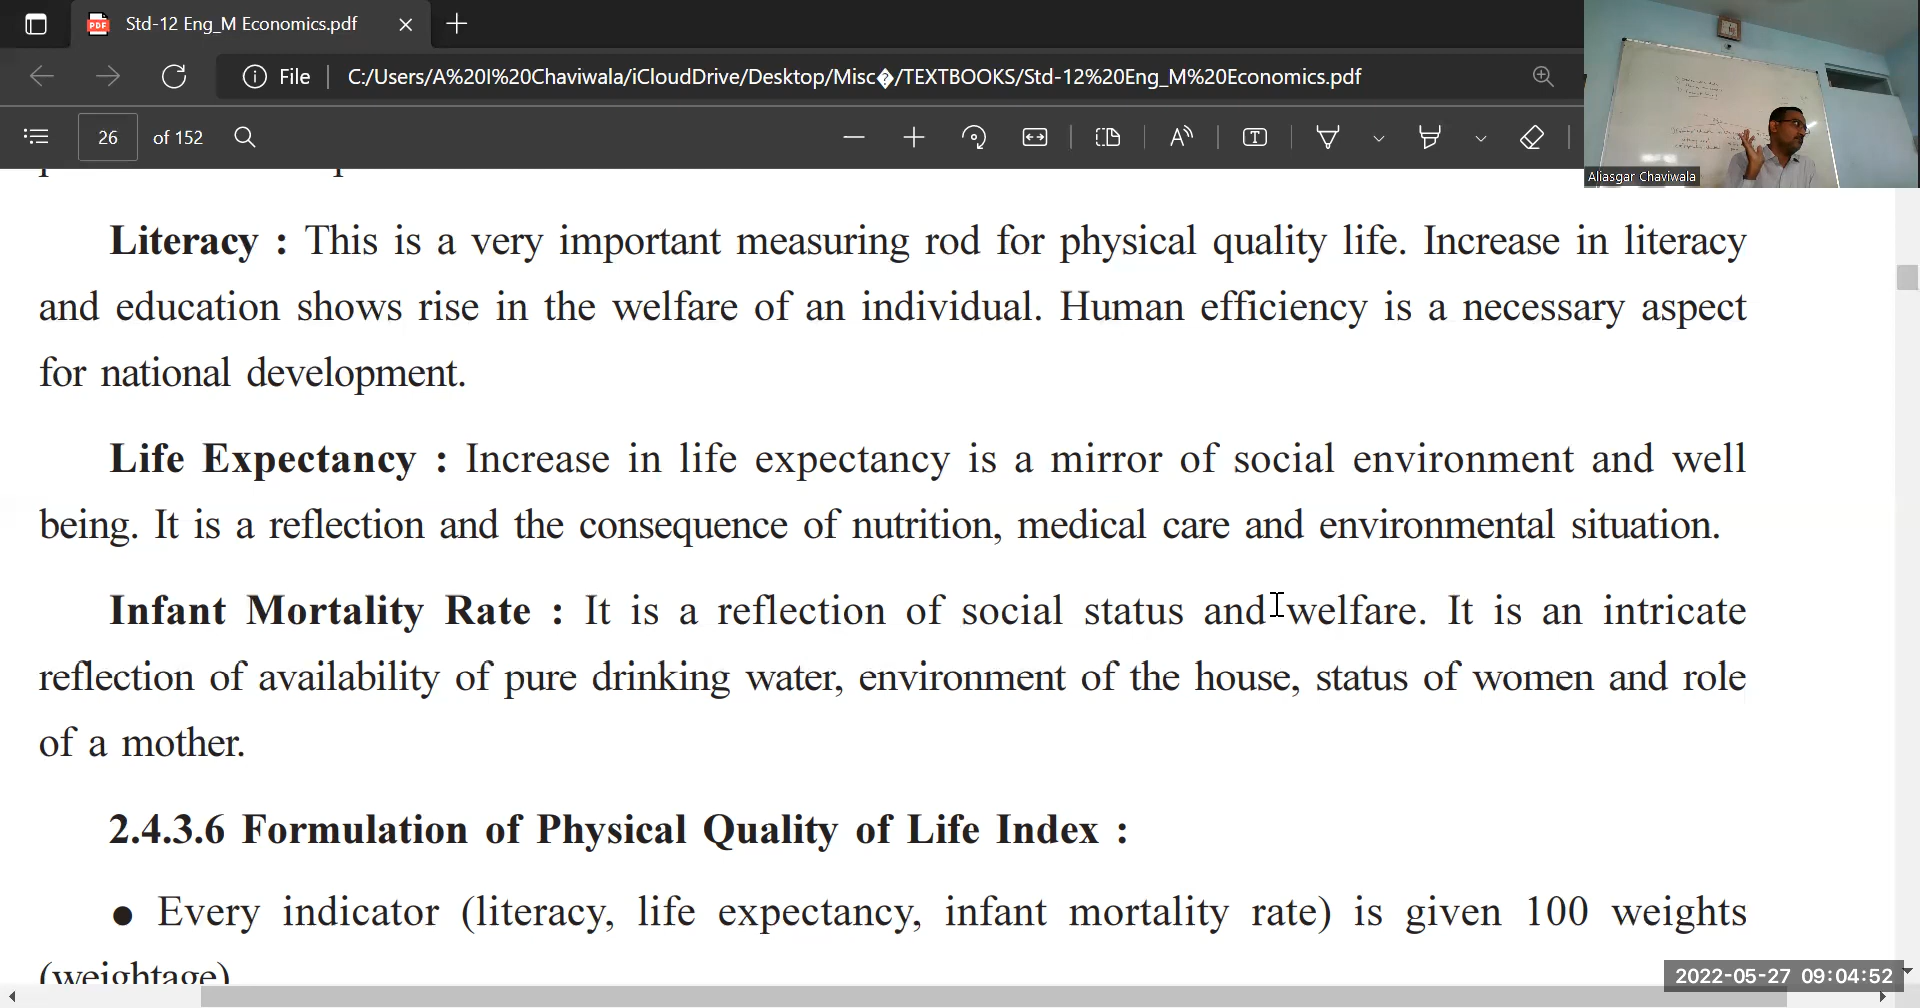 Std-12 Eng_M Economics.pdf
File
C:/Users/A%20I%20Chaviwala/iCloudDrive/Desktop/Misc�/TEXTBOOKS/Std-12%20Eng_M%20Economics.pdf
26 of 152
Aliasgar Chaviwala
Literacy : This is a very important measuring rod for physical quality life. Increase in literacy
and education shows rise in the welfare of an individual. Human efficiency is a necessary aspect
for national development.
Life Expectancy : Increase in life expectancy is a mirror of social environment and well
being. It is a reflection and the consequence of nutrition, medical care and environmental situation.
Infant Mortality Rate : It is a reflection of social status and welfare. It is an intricate
reflection of availability of pure drinking water, environment of the house, status of women and role
of a mother.
2.4.3.6 Formulation of Physical Quality of Life Index :
● Every indicator (literacy, life expectancy, infant mortality rate) is given 100 weights
(weightage)
2022-05-27 09:04:52